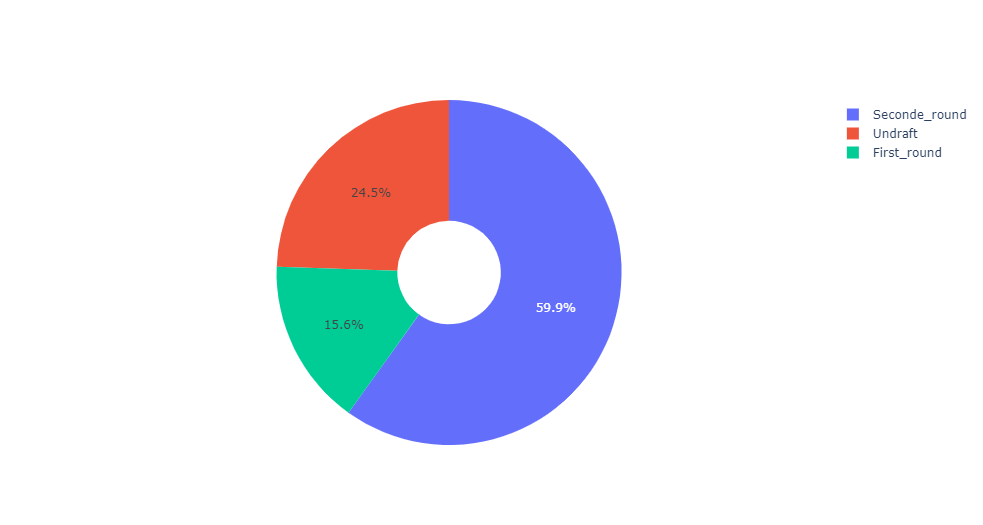 Seconde_round
Undraft
First_round
24.5%
59.9%
15.6%